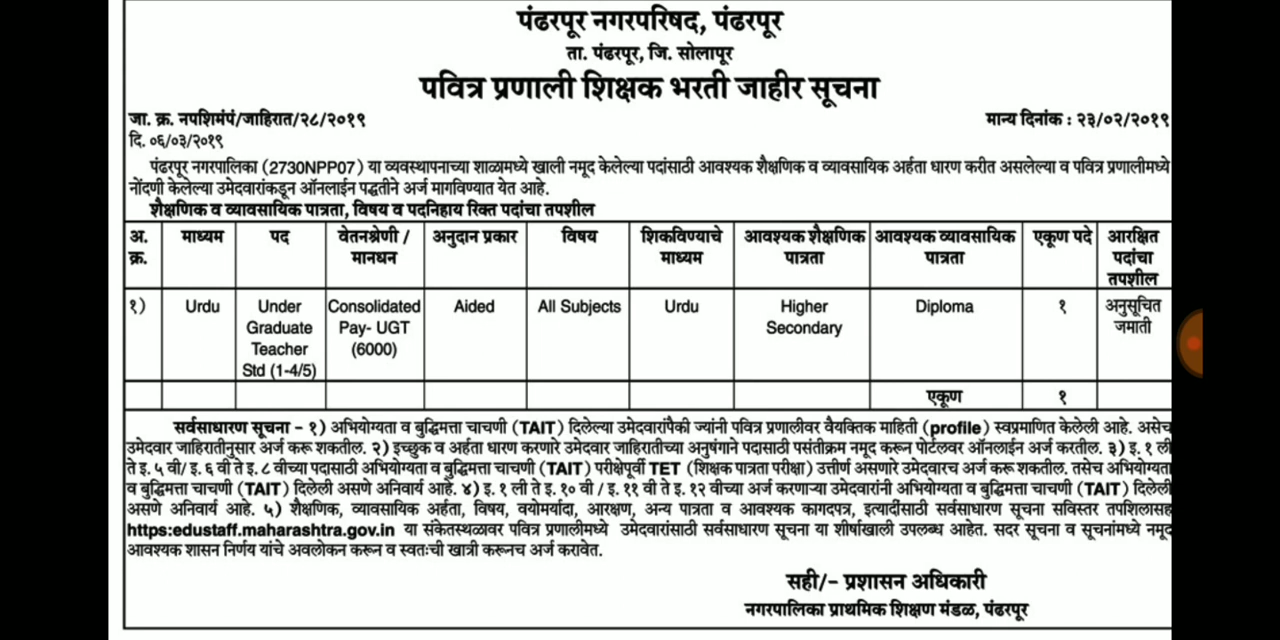 पंढरपूर नगरपरिषद, पंढरपूर
ता. पंढरपूर, जि. सोलापूर
पवित्र प्रणाली शिक्षक भरती जाहीर सूचना
जा. क्र. नपशिमंपं/जाहिरात/२८/२०१९ मान्य दिनांक : २३/०२/२०१९
दि. ०६/०३/२०१९
पंढरपूर नगरपालिका (2730NPP07) या व्यवस्थापनाच्या शाळामध्ये खाली नमूद केलेल्या पदांसाठी आवश्यक शैक्षणिक व व्यावसायिक अर्हता धारण करीत असलेल्या व पवित्र प्रणालीमध्ये
नोंदणी केलेल्या उमेदवारांकडून ऑनलाईन पद्धतीने अर्ज मागविण्यात येत आहे.
शैक्षणिक व व्यावसायिक पात्रता, विषय व पदनिहाय रिक्त पदांचा तपशील
अ. माध्यम पद वेतनश्रेणी / अनुदान प्रकार विषय शिकविण्याचे आवश्यक शैक्षणिक आवश्यक व्यावसायिक एकूण पदे आरक्षित
क्र. मानधन माध्यम पात्रता पात्रता पदांचा
तपशील
१) Urdu Under Consolidated Aided All Subjects Urdu Higher Diploma १ अनुसूचित
Graduate Pay- UGT Secondary जमाती
Teacher (6000)
Std (1-4/5)
एकूण १
सर्वसाधारण सूचना - १) अभियोग्यता व बुद्धिमत्ता चाचणी (TAIT) दिलेल्या उमेदवारांपैकी ज्यांनी पवित्र प्रणालीवर वैयक्तिक माहिती (profile) स्वप्रमाणित केलेली आहे. असेच
उमेदवार जाहिरातीनुसार अर्ज करू शकतील. २) इच्छुक व अर्हता धारण करणारे उमेदवार जाहिरातीच्या अनुषंगाने पदासाठी पसंतीक्रम नमूद करून पोर्टलवर ऑनलाईन अर्ज करतील. ३) इ. १ ली
ते इ. ५ वी/ इ. ६ वी ते इ. ८ वीच्या पदासाठी अभियोग्यता व बुद्धिमत्ता चाचणी (TAIT) परीक्षेपूर्वी TET (शिक्षक पात्रता परीक्षा) उत्तीर्ण असणारे उमेदवारच अर्ज करू शकतील. तसेच अभियोग्यता
व बुद्धिमत्ता चाचणी (TAIT) दिलेली असणे अनिवार्य आहे. ४) इ. १ ली ते इ. १० वी / इ. ११ वी ते इ. १२ वीच्या अर्ज करणाऱ्या उमेदवारांनी अभियोग्यता व बुद्धिमत्ता चाचणी (TAIT) दिलेली
असणे अनिवार्य आहे. ५) शैक्षणिक, व्यावसायिक अर्हता, विषय, वयोमर्यादा, आरक्षण, अन्य पात्रता व आवश्यक कागदपत्र, इत्यादीसाठी सर्वसाधारण सूचना सविस्तर तपशिलासह
https:edustaff.maharashtra.gov.in या संकेतस्थळावर पवित्र प्रणालीमध्ये उमेदवारांसाठी सर्वसाधारण सूचना या शीर्षाखाली उपलब्ध आहेत. सदर सूचना व सूचनांमध्ये नमूद
आवश्यक शासन निर्णय यांचे अवलोकन करून व स्वतःची खात्री करूनच अर्ज करावेत.
सही/- प्रशासन अधिकारी
नगरपालिका प्राथमिक शिक्षण मंडळ, पंढरपूर